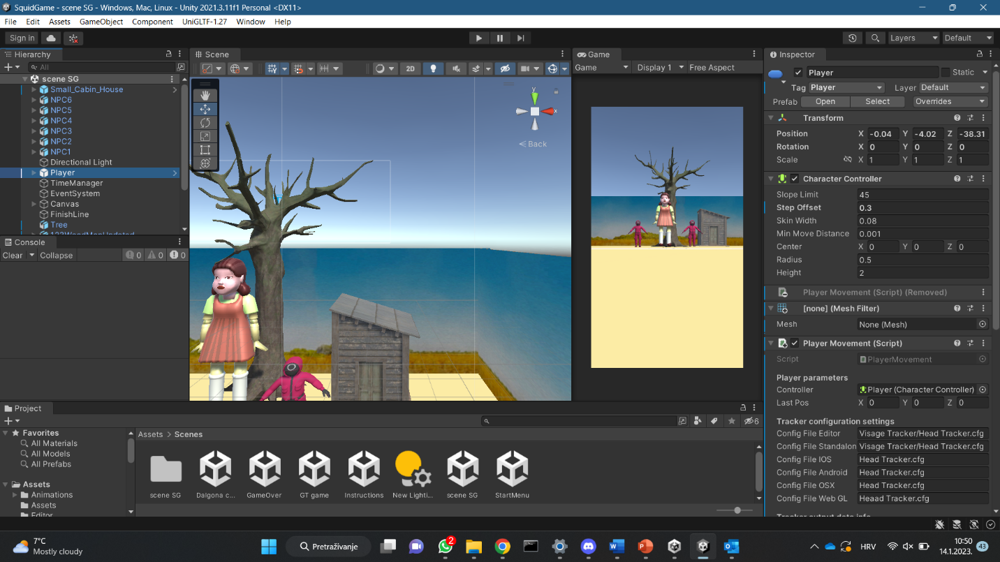 SquidGame - scene SG - Windows, Mac, Linux - Unity 2021.3.11f1 Personal <DX11>
File Edit Assets GameObject Component UniGLTF-1.27 Window Help
Sign in Layers Default
Hierarchy
All
scene SG
Small_Cabin_House
NPC6
NPC5
NPC4
NPC3
NPC2
NPC1
Directional Light
Player
TimeManager
EventSystem
Canvas
FinishLine
Tree
Console
Clear Collapse 0 0 0
Scene
2D
y
x
Back
Game
Game Display 1 Free Aspect
Inspector
Player Static
Tag Player Layer Default
Prefab Open Select Overrides
Transform
Position X -0.04 Y -4.02 Z -38.31
Rotation X 0 Y 0 Z 0
Scale X 1 Y 1 Z 1
Character Controller
Slope Limit 45
Step Offset 0.3
Skin Width 0.08
Min Move Distance 0.001
Center X 0 Y 0 Z 0
Radius 0.5
Height 2
Player Movement (Script) (Removed)
[none] (Mesh Filter)
Mesh None (Mesh)
Player Movement (Script)
Script PlayerMovement
Player parameters
Controller Player (Character Controller)
Last Pos X 0 Y 0 Z 0
Tracker configuration settings
Config File Editor Visage Tracker/Head Tracker.cfg
Config File Standalon Visage Tracker/Head Tracker.cfg
Config File IOS Head Tracker.cfg
Config File Android Head Tracker.cfg
Config File OSX Head Tracker.cfg
Config File Web GL Heaad Tracker.cfg
Project
6
Favorites
All Materials
All Models
All Prefabs
Assets
Animations
Assets
Editor
Assets > Scenes
scene SG Dalgona c... GameOver GT game Instructions New Lighti... scene SG StartMenu
7°C
Mostly cloudy
Pretraživanje
2
HRV
10:50
14.1.2023.
43